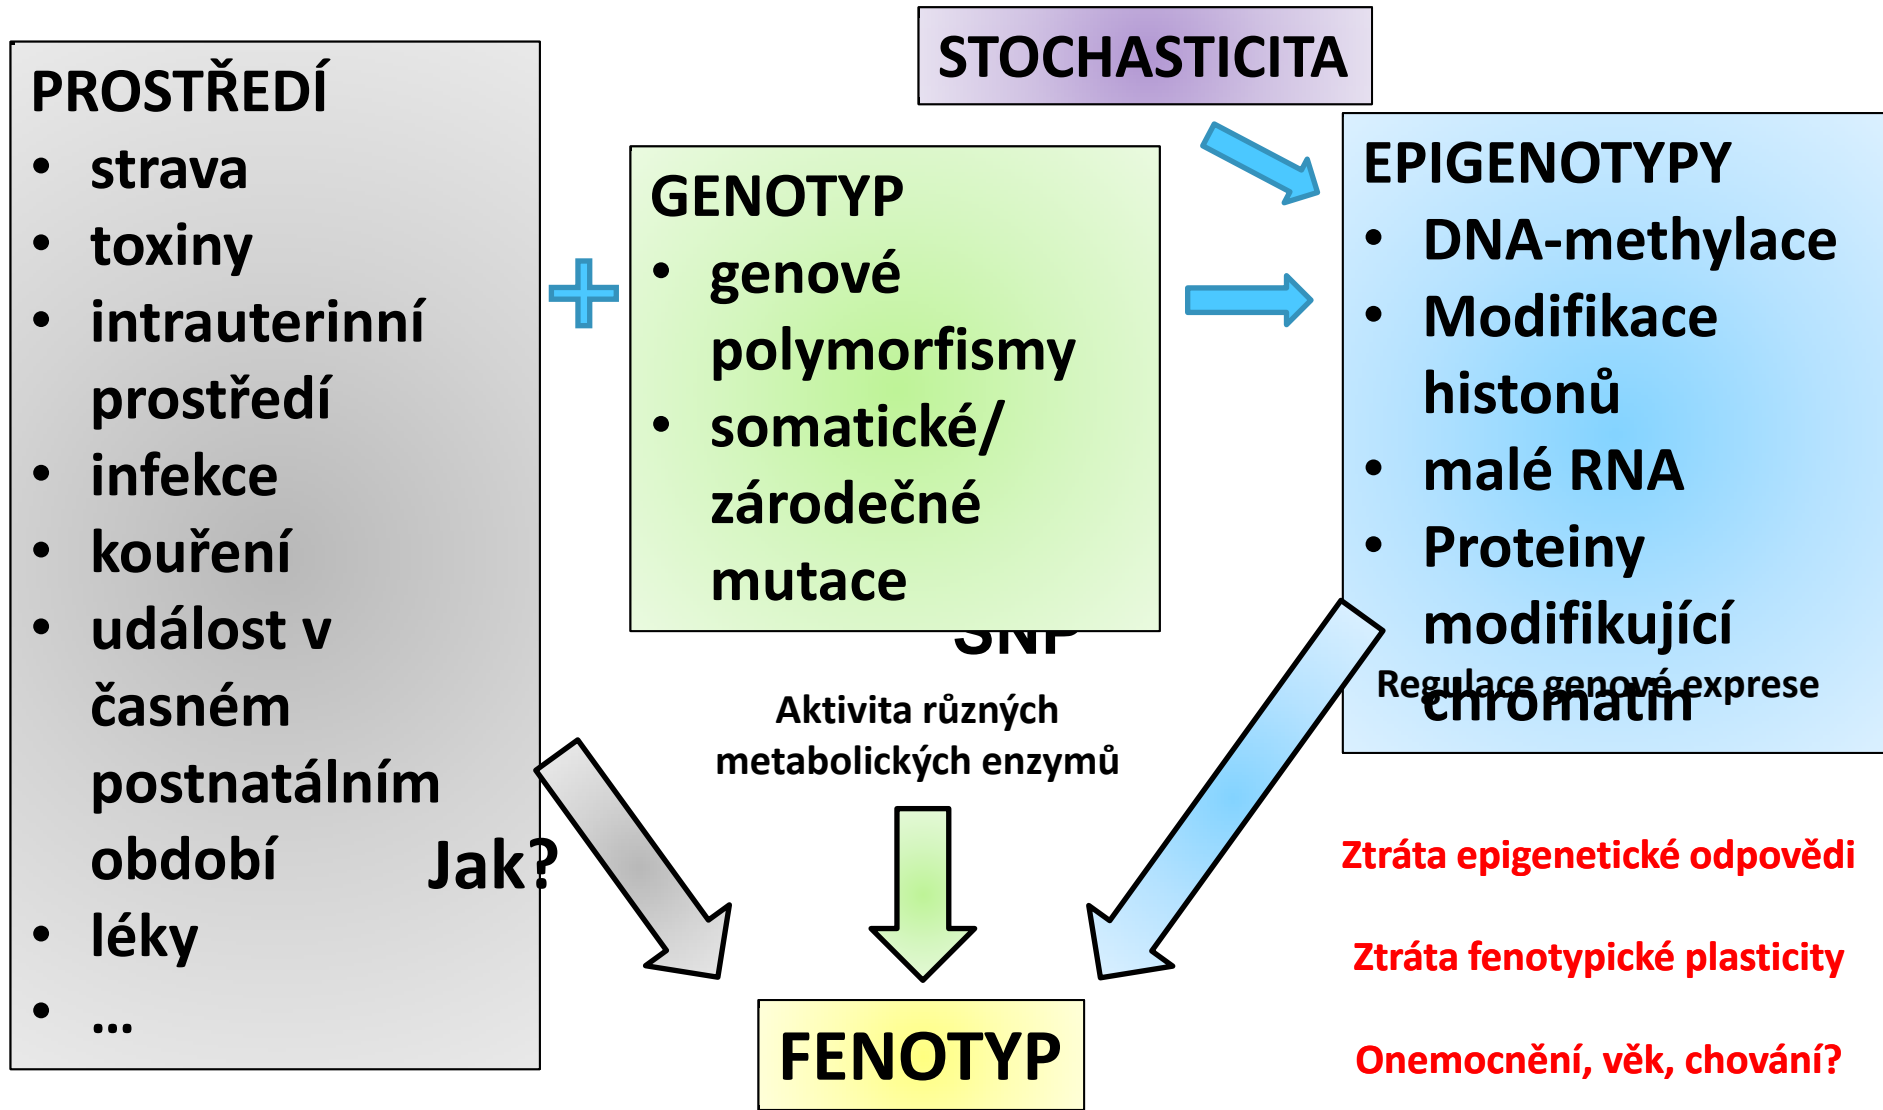 STOCHASTICITA
PROSTŘEDÍ
• strava
• toxiny
• intrauterinní
prostředí
• infekce
• kouření
• událost v
časném
postnatálním
období
• léky
• ...
GENOTYP
• genové
polymorfismy
• somatické/
zárodečné
mutace
EPIGENOTYPY
• DNA-methylace
• Modifikace
histonů
• malé RNA
• Proteiny
modifikující
chromatin
Regulace genové exprese
SNP
Aktivita různých
metabolických enzymů
Jak?
Ztráta epigenetické odpovědi
Ztráta fenotypické plasticity
Onemocnění, věk, chování?
FENOTYP